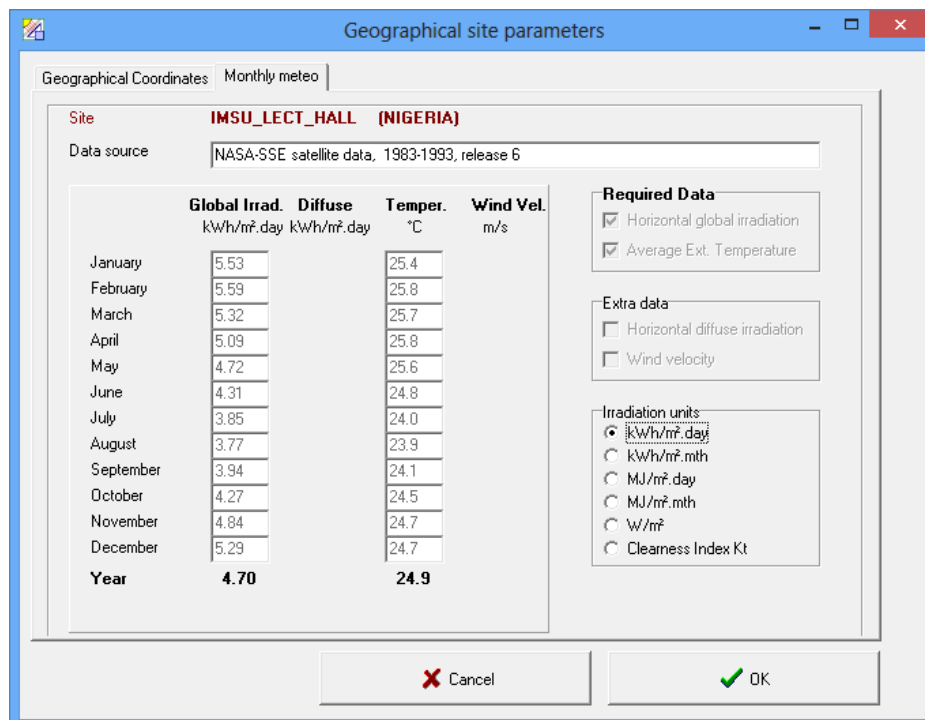 Geographical site parameters
Geographical Coordinates Monthly meteo
Site IMSU_LECT_HALL (NIGERIA)
Data source NASA-SSE satellite data, 1983-1993, release 6
Global Irrad. Diffuse Temper. Wind Vel.
kWh/m².day kWh/m².day °C m/s
January 5.53 25.4
February 5.59 25.8
March 5.32 25.7
April 5.09 25.8
May 4.72 25.6
June 4.31 24.8
July 3.85 24.0
August 3.77 23.9
September 3.94 24.1
October 4.27 24.5
November 4.84 24.7
December 5.29 24.7
Year 4.70 24.9
Required Data
Horizontal global irradiation
Average Ext. Temperature
Extra data
Horizontal diffuse irradiation
Wind velocity
Irradiation units
kWh/m².day
kWh/m².mth
MJ/m².day
MJ/m².mth
W/m²
Clearness Index Kt
Cancel OK